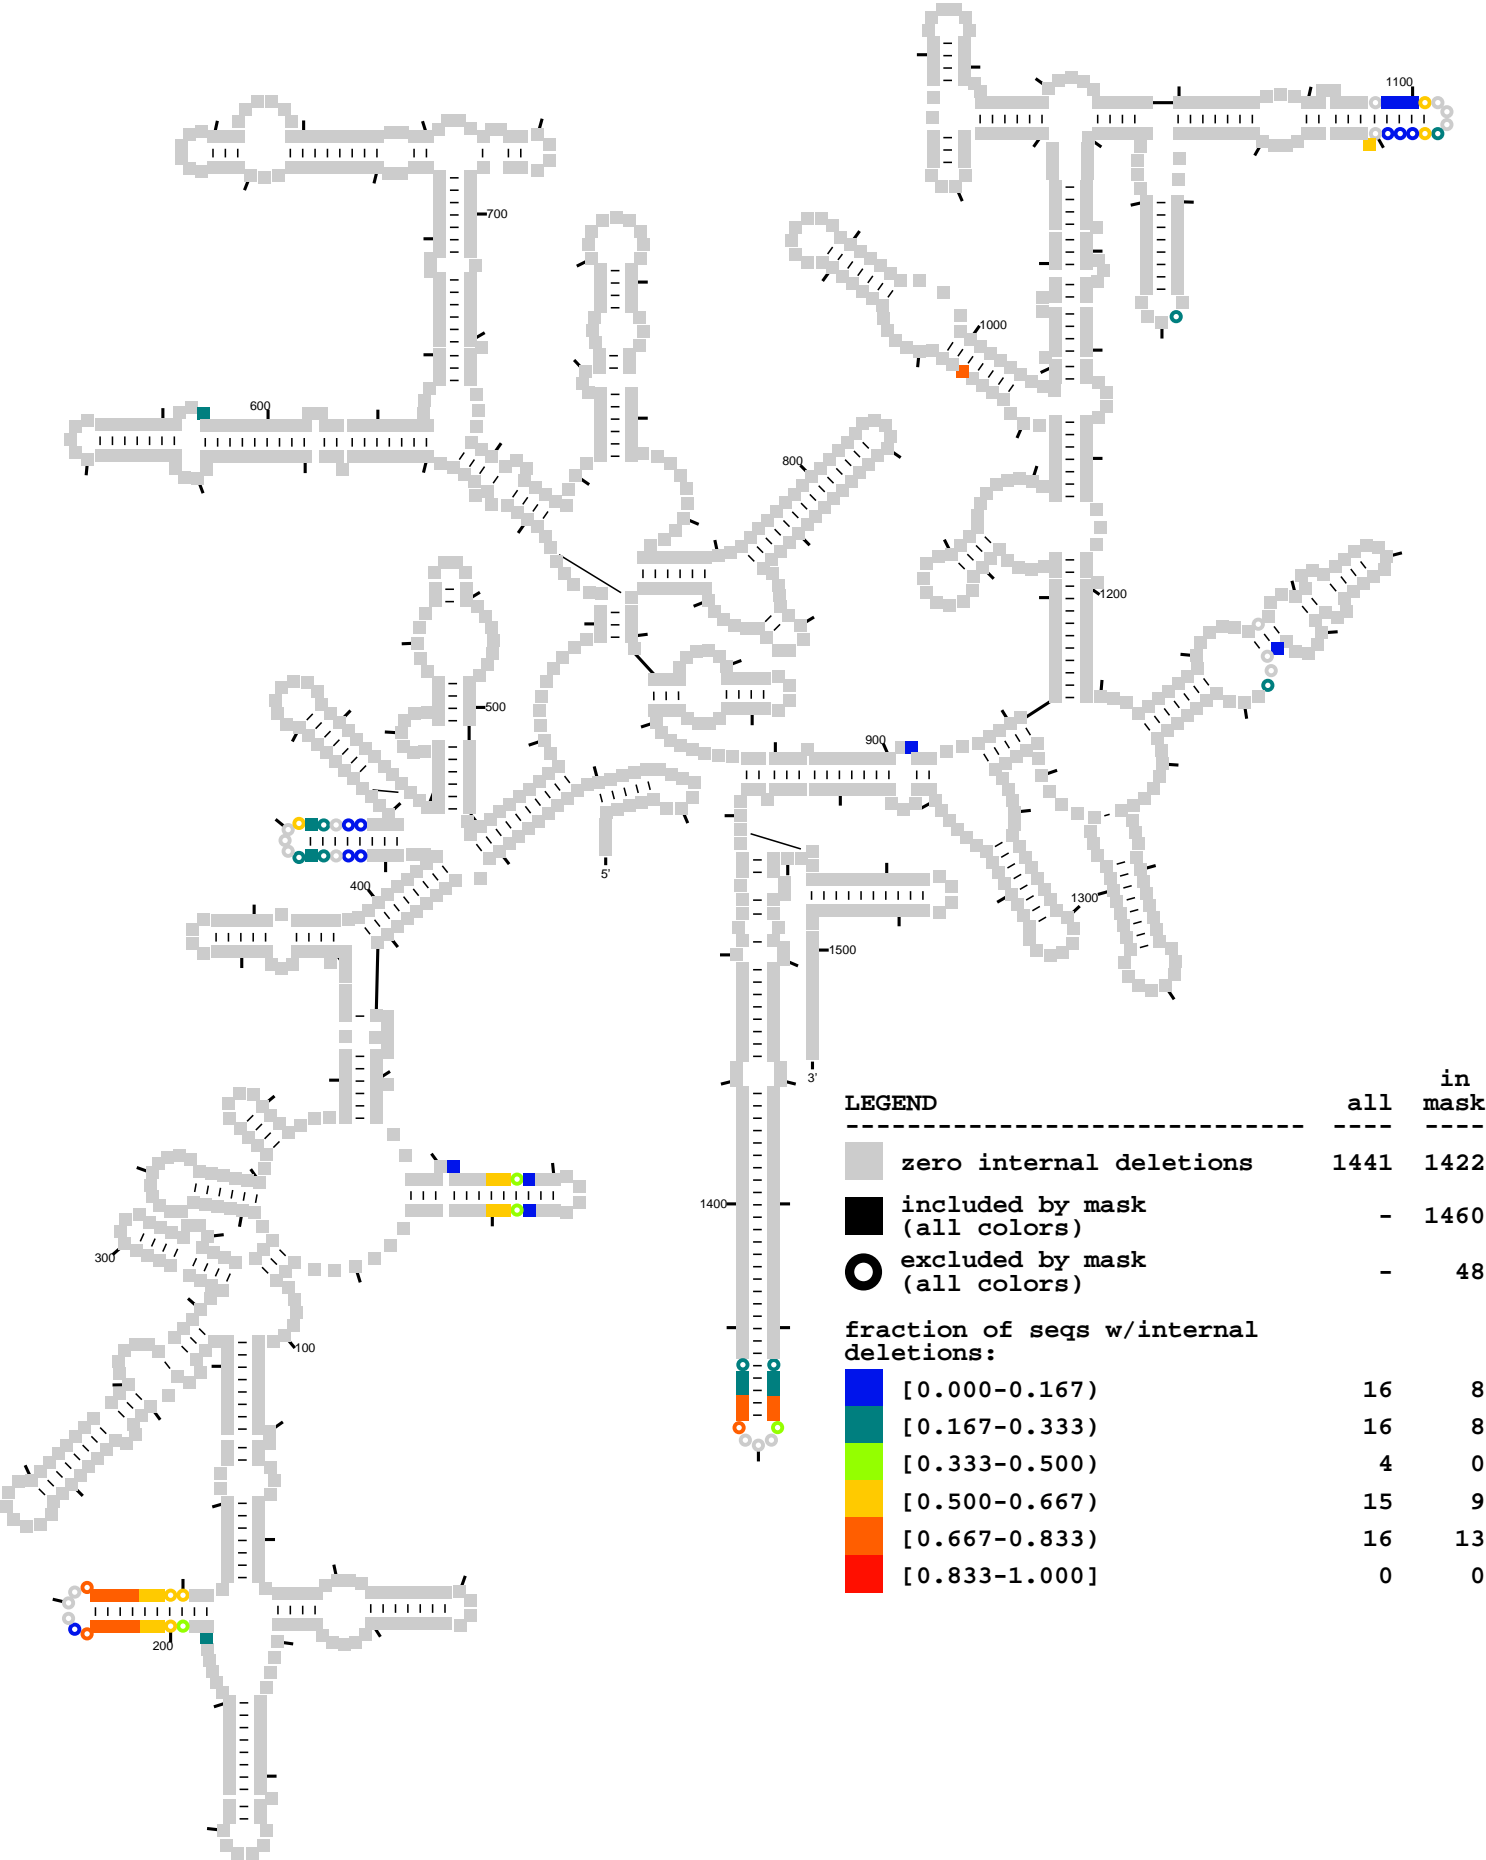 1100
700
1000
600
800
1200
500
900
400
5'
1300
1500
3'
in
LEGEND all mask
------------------------------ ---- ----
zero internal deletions 1441 1422
included by mask
(all colors) - 1460
excluded by mask
(all colors) - 48
1400
300
100
fraction of seqs w/internal
deletions:
[0.000-0.167) 16 8
[0.167-0.333) 16 8
[0.333-0.500) 4 0
[0.500-0.667) 15 9
[0.667-0.833) 16 13
[0.833-1.000] 0 0
200